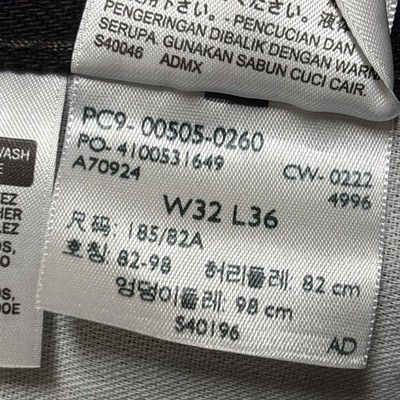 PENGERINGAN. - PENCUCIAN DAN
SERUPA. GUNAKAN SABUN CUCI CAIR.
DIBALIK DENGAN WARN
S40046 ADMX
WASH
PC9- 00505-0260
PO- 4100531649
A70924
CW- 0222
4996
W32 L36
尺码: 185/82A
호칭: 82-98 허리둘레: 82 cm
엉덩이둘레: 98 cm
S40196
AD